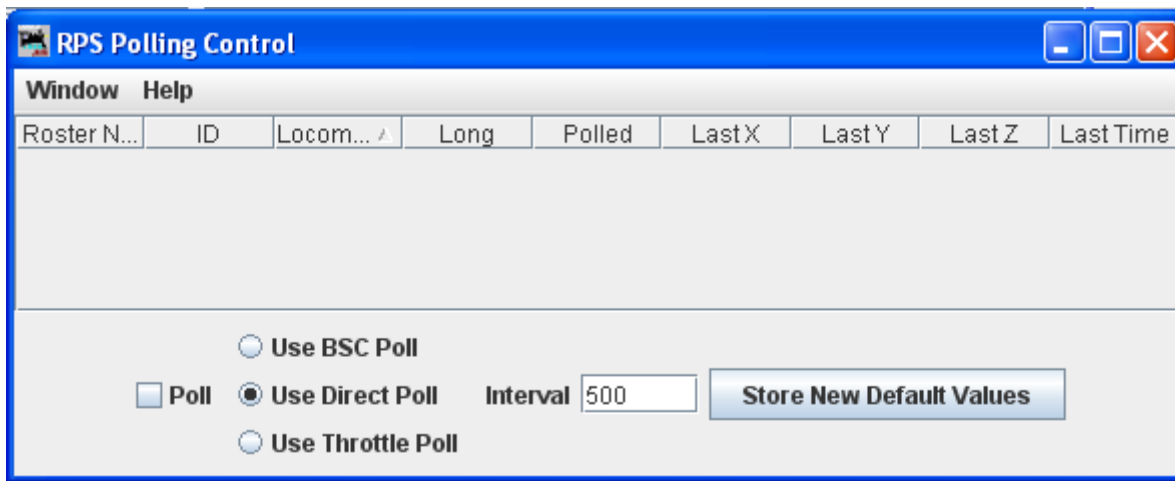 RPS Polling Control
Window Help
Roster N... ID Locom... Long Polled Last X Last Y Last Z Last Time
Use BSC Poll
Poll Use Direct Poll Interval 500 Store New Default Values
Use Throttle Poll